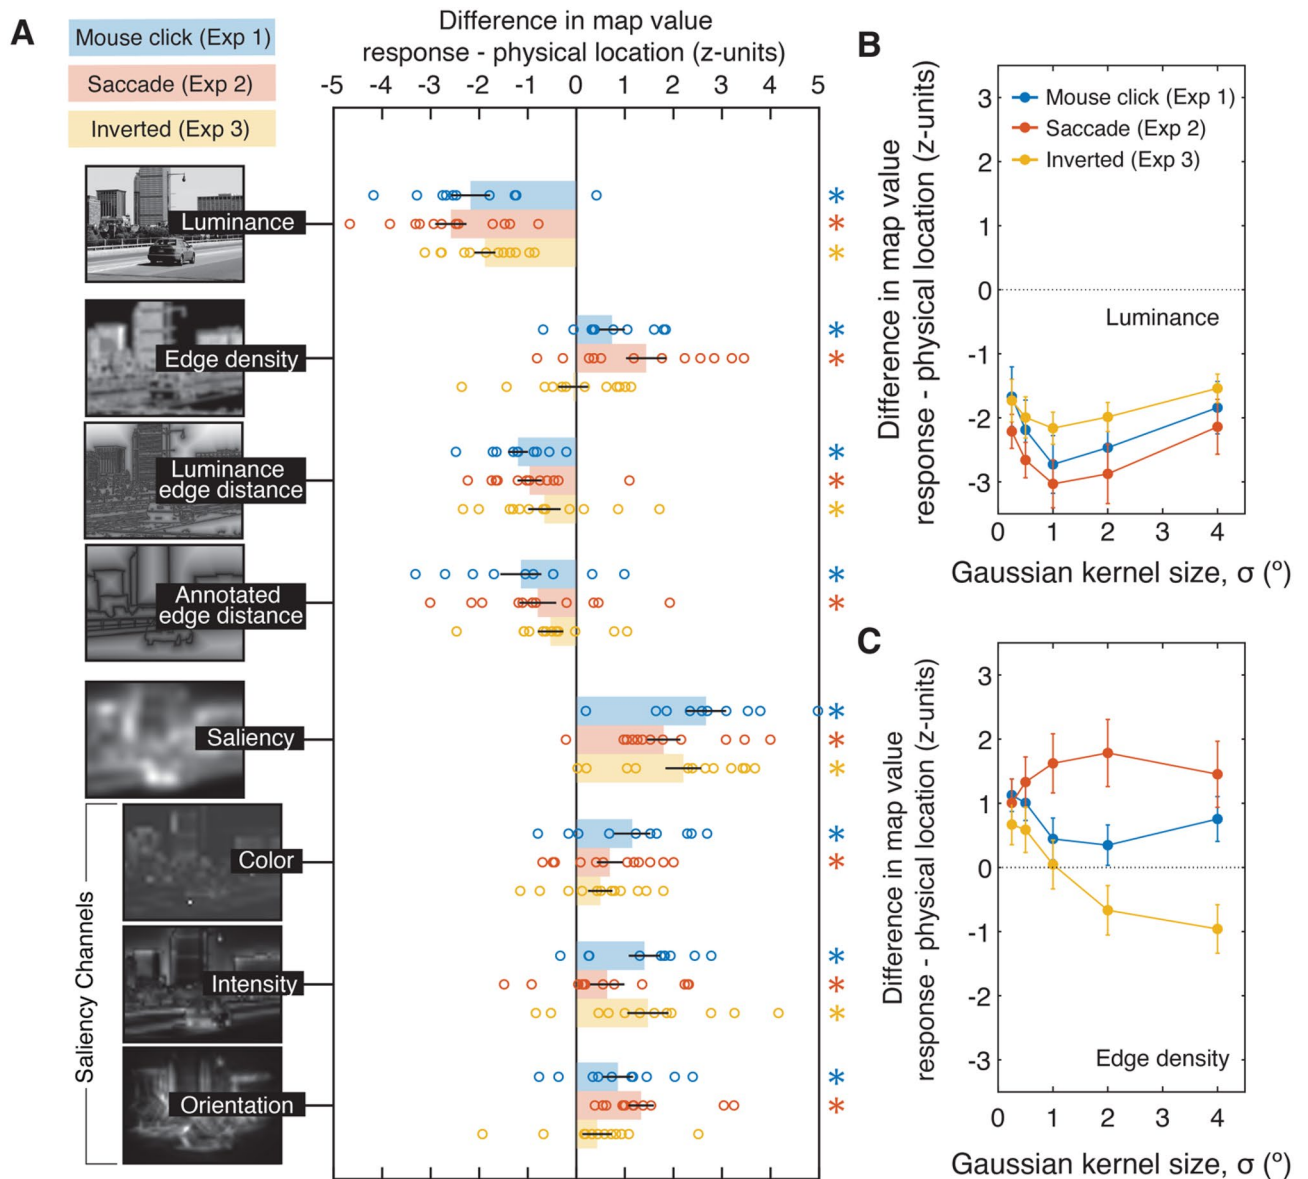 A
Mouse click (Exp 1)
Saccade (Exp 2)
Inverted (Exp 3)
Difference in map value
response - physical location (z-units)
-5 -4 -3 -2 -1 0 1 2 3 4 5
Luminance
*
*
*
Edge density
*
*
Luminance
edge distance
*
*
*
Annotated
edge distance
*
*
Saliency
*
*
*
Saliency Channels
Color
*
*
Intensity
*
*
*
Orientation
*
*
B
Difference in map value
response - physical location (z-units)
3
2
1
0
-1
-2
-3
Mouse click (Exp 1)
Saccade (Exp 2)
Inverted (Exp 3)
Luminance
0 1 2 3 4
Gaussian kernel size, σ (º)
C
Difference in map value
response - physical location (z-units)
3
2
1
0
-1
-2
-3
Edge density
0 1 2 3 4
Gaussian kernel size, σ (º)